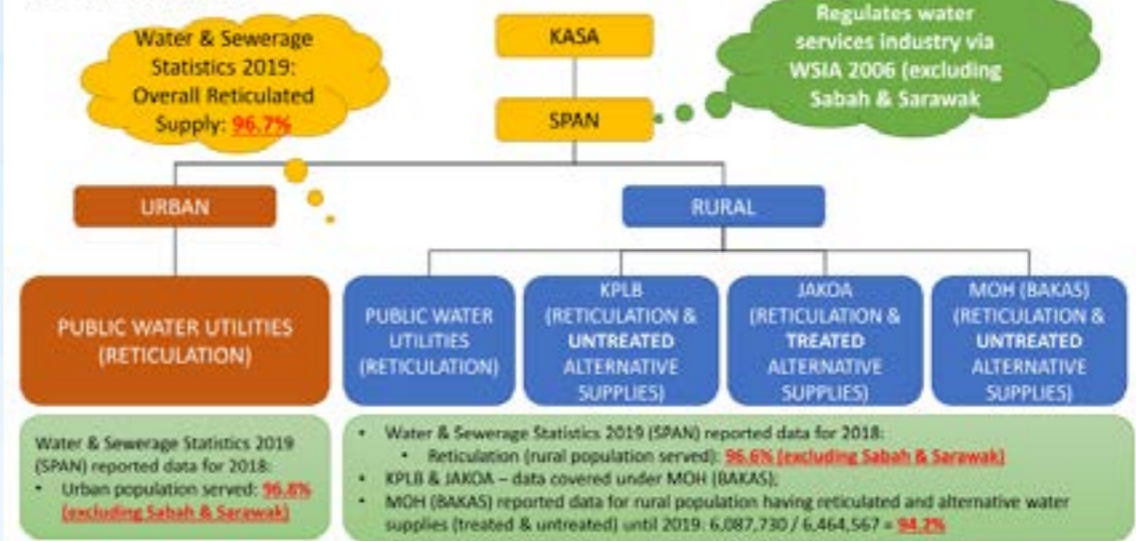 Water & Sewerage
Statistics 2019:
Overall Reticulated
Supply: 96.7%
KASA
SPAN
Regulates water
services industry via
WSIA 2006 (excluding
Sabah & Sarawak
URBAN
RURAL
PUBLIC WATER UTILITIES
(RETICULATION)
PUBLIC WATER
UTILITIES
(RETICULATION)
KPLB
(RETICULATION &
UNTREATED
ALTERNATIVE
SUPPLIES)
JAKOA
(RETICULATION &
TREATED
ALTERNATIVE
SUPPLIES)
MOH (BAKAS)
(RETICULATION &
UNTREATED
ALTERNATIVE
SUPPLIES)
Water & Sewerage Statistics 2019
(SPAN) reported data for 2018:
• Urban population served: 96.8%
(excluding Sabah & Sarawak)
• Water & Sewerage Statistics 2019 (SPAN) reported data for 2018:
• Reticulation (rural population served): 96.6% (excluding Sabah & Sarawak)
• KPLB & JAKOA – data covered under MOH (BAKAS);
• MOH (BAKAS) reported data for rural population having reticulated and alternative water
supplies (treated & untreated) until 2019: 6,087,730 / 6,464,567 = 94.2%